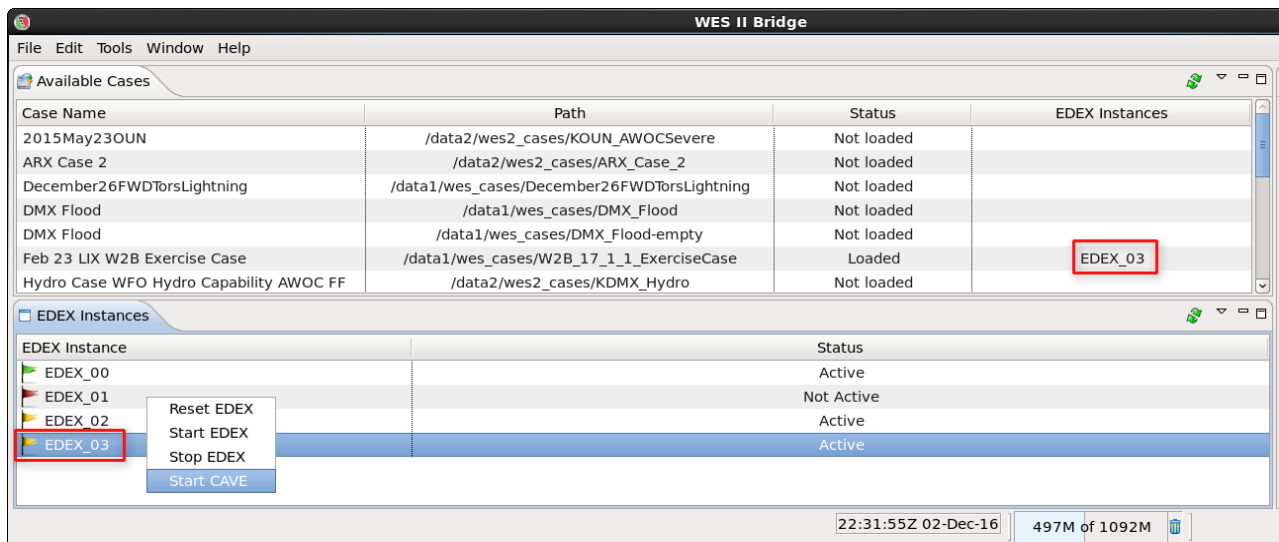 WES II Bridge
File Edit Tools Window Help
Available Cases
Case Name Path Status EDEX Instances
2015May23OUN /data2/wes2_cases/KOUN_AWOCSevere Not loaded
ARX Case 2 /data2/wes2_cases/ARX_Case_2 Not loaded
December26FWDTorsLightning /data1/wes_cases/December26FWDTorsLightning Not loaded
DMX Flood /data1/wes_cases/DMX_Flood Not loaded
DMX Flood /data1/wes_cases/DMX_Flood-empty Not loaded
Feb 23 LIX W2B Exercise Case /data1/wes_cases/W2B_17_1_1_ExerciseCase Loaded EDEX_03
Hydro Case WFO Hydro Capability AWOC FF /data2/wes2_cases/KDMX_Hydro Not loaded
EDEX Instances
EDEX Instance Status
EDEX_00 Active
EDEX_01 Not Active
Reset EDEX
EDEX_02 Active
Start EDEX
EDEX_03 Active
Stop EDEX
Start CAVE
22:31:55Z 02-Dec-16 497M of 1092M